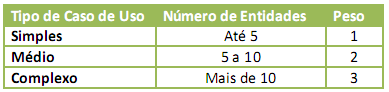 Tipo de Caso de Uso Número de Entidades Peso
Simples Até 5 1
Médio 5 a 10 2
Complexo Mais de 10 3